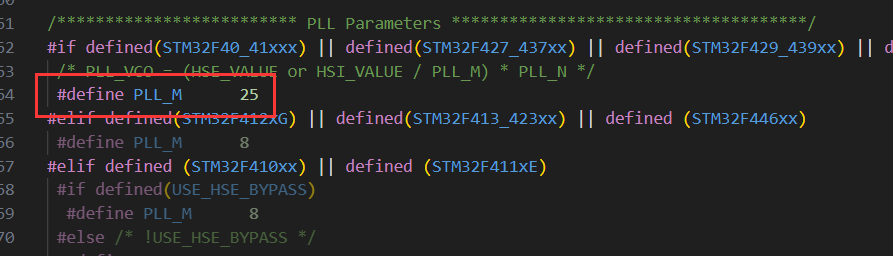 61 /************************* PLL Parameters *************************************/
62 #if defined(STM32F40_41xxx) || defined(STM32F427_437xx) || defined(STM32F429_439xx) || d
63 /* PLL_VCO = (HSE_VALUE or HSI_VALUE / PLL_M) * PLL_N */
64 #define PLL_M 25
65 #elif defined(STM32F412xG) || defined(STM32F413_423xx) || defined (STM32F446xx)
66 #define PLL_M 8
67 #elif defined (STM32F410xx) || defined (STM32F411xE)
68 #if defined(USE_HSE_BYPASS)
69 #define PLL_M 8
70 #else /* !USE_HSE_BYPASS */